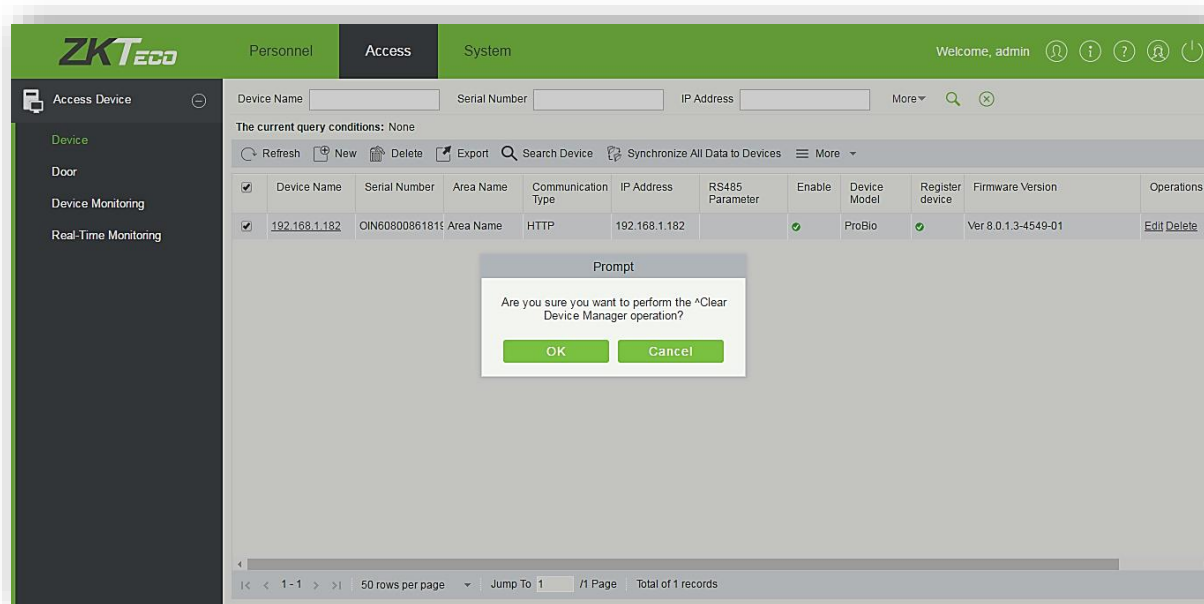 ZKTECO Personnel Access System Welcome, admin
Access Device
Device
Door
Device Monitoring
Real-Time Monitoring
Device Name Serial Number IP Address More
The current query conditions: None
Refresh New Delete Export Search Device Synchronize All Data to Devices More
Device Name Serial Number Area Name Communication Type IP Address RS485 Parameter Enable Device Model Register device Firmware Version Operations
192.168.1.182 OIN60800861819 Area Name HTTP 192.168.1.182 ProBio Ver 8.0.1.3-4549-01 Edit Delete
Prompt
Are you sure you want to perform the ^Clear
Device Manager operation?
OK Cancel
1 - 1 50 rows per page Jump To 1 /1 Page Total of 1 records